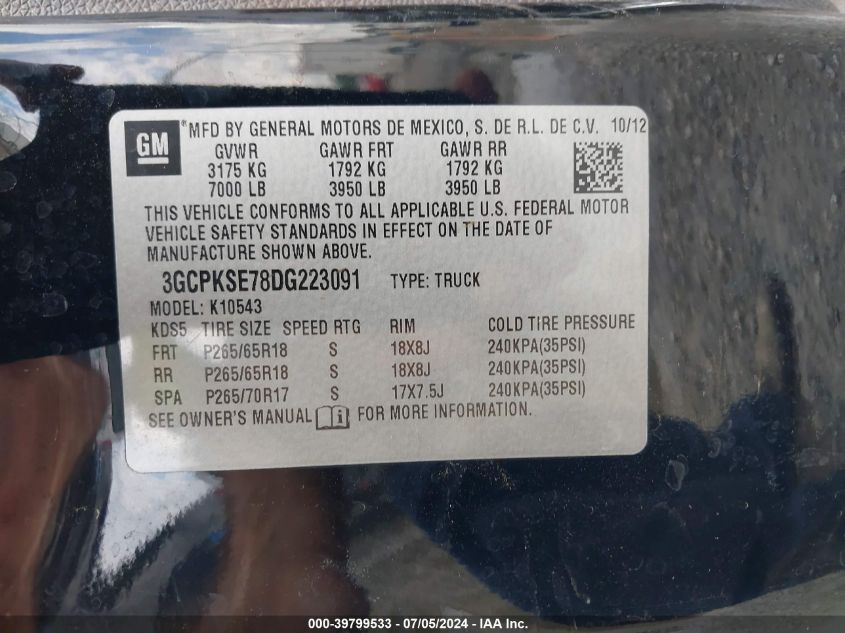 GM
*MFD BY GENERAL MOTORS DE MEXICO, S. DE R.L. DE C.V. 10/12
GVWR GAWR FRT GAWR RR
3175 KG 1792 KG 1792 KG
7000 LB 3950 LB 3950 LB
THIS VEHICLE CONFORMS TO ALL APPLICABLE U.S. FEDERAL MOTOR
VEHICLE SAFETY STANDARDS IN EFFECT ON THE DATE OF
MANUFACTURE SHOWN ABOVE.
3GCPKSE78DG223091 TYPE: TRUCK
MODEL: K10543
KDS5 TIRE SIZE SPEED RTG RIM COLD TIRE PRESSURE
FRT P265/65R18 S 18X8J 240KPA(35PSI)
RR P265/65R18 S 18X8J 240KPA(35PSI)
SPA P265/70R17 S 17X7.5J 240KPA(35PSI)
SEE OWNER'S MANUAL FOR MORE INFORMATION.
000-39799533 - 07/05/2024 - IAAI.com